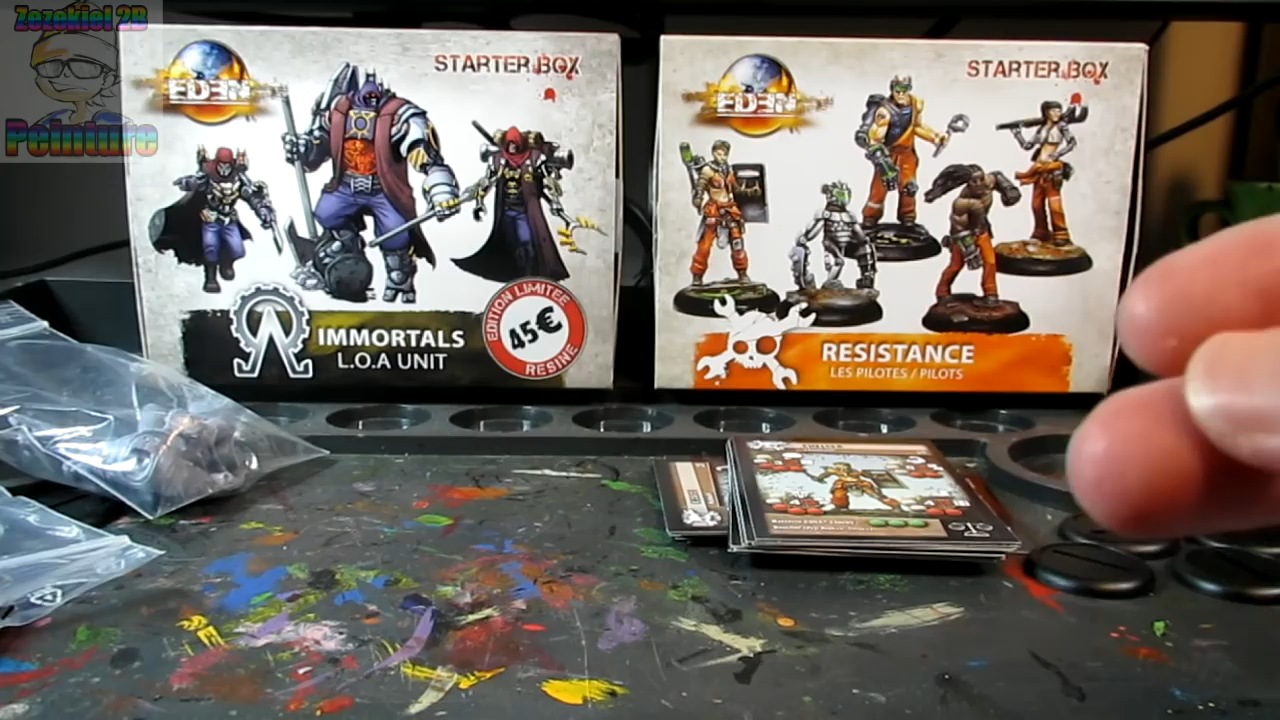 Zezekiel 2B
Peinture
EDEN
STARTER BOX
IMMORTALS
L.O.A UNIT
EDITION LIMITEE
45€
RESINE
EDEN
STARTER BOX
RESISTANCE
LES PILOTES / PILOTS